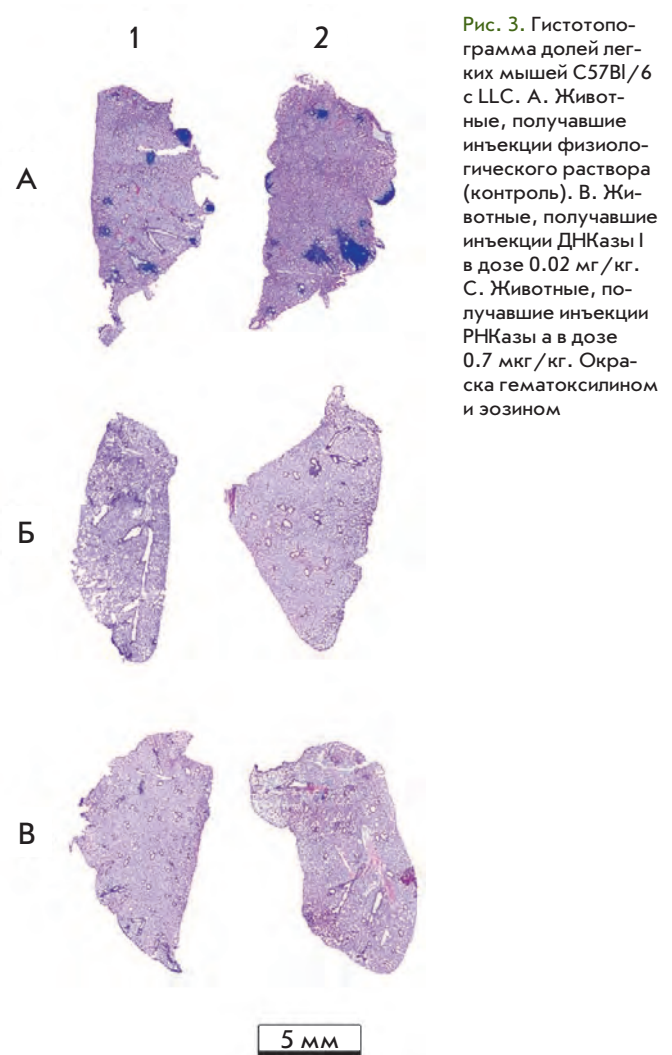 1 2
А
Б
В
5 мм
Рис. 3. Гистотопо-
грамма долей лег-
ких мышей C57Bl/6
с LLC. А. Живот-
ные, получавшие
инъекции физиоло-
гического раствора
(контроль). В. Жи-
вотные, получавшие
инъекции ДНКазы I
в дозе 0.02 мг/кг.
С. Животные, по-
лучавшие инъекции
РНКазы а в дозе
0.7 мкг/кг. Окра-
ска гематоксилином
и эозином